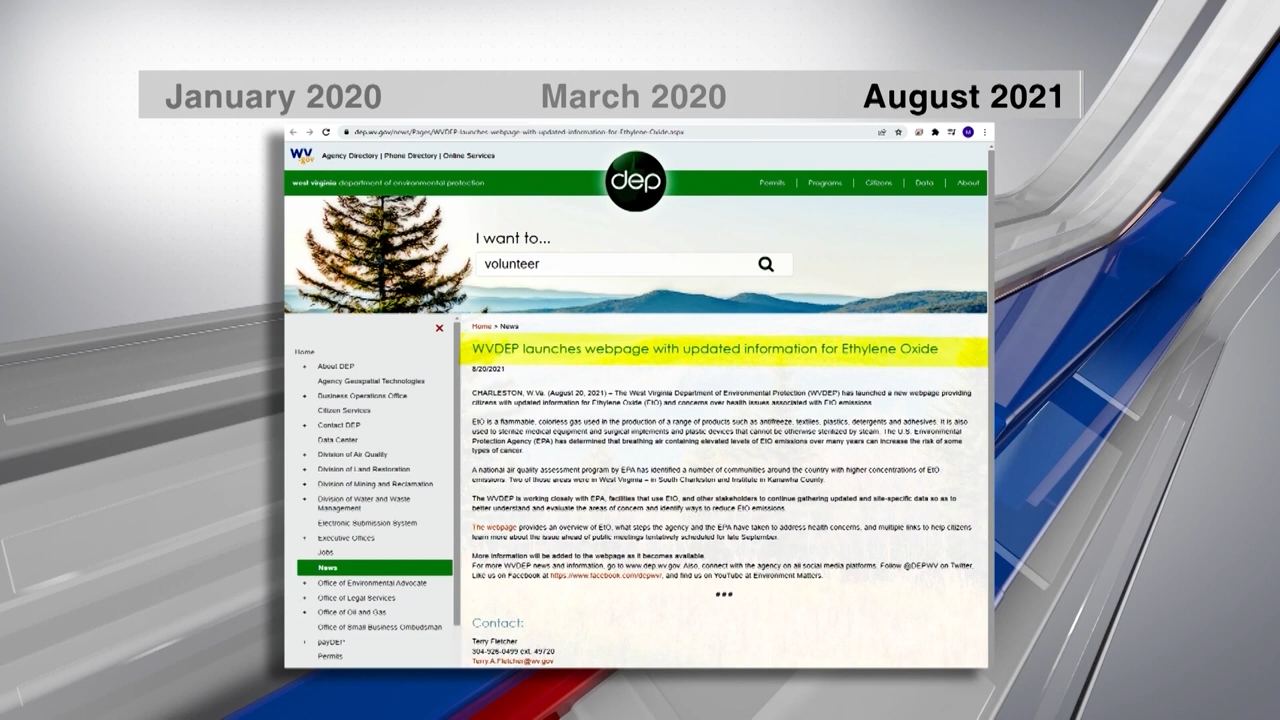 January 2020 March 2020 August 2021
dep.wv.gov/news/Pages/WVDEP-launches-webpage-with-updated-information-for-Ethylene-Oxide.aspx
M
WV
gov
Agency Directory | Phone Directory | Online Services
west virginia department of environmental protection
dep
Permits | Programs | Citizens | Data | About
I want to...
volunteer
Home > News
WVDEP launches webpage with updated information for Ethylene Oxide
8/20/2021
CHARLESTON, W.Va. (August 20, 2021) – The West Virginia Department of Environmental Protection (WVDEP) has launched a new webpage providing
citizens with updated information for Ethylene Oxide (EtO) and concerns over health issues associated with EtO emissions.
EtO is a flammable, colorless gas used in the production of a range of products such as antifreeze, textiles, plastics, detergents and adhesives. It is also
used to sterilize medical equipment and surgical implements and plastic devices that cannot be otherwise sterilized by steam. The U.S. Environmental
Protection Agency (EPA) has determined that breathing air containing elevated levels of EtO emissions over many years can increase the risk of some
types of cancer.
A national air quality assessment program by EPA has identified a number of communities around the country with higher concentrations of EtO
emissions. Two of those areas were in West Virginia – in South Charleston and Institute in Kanawha County.
The WVDEP is working closely with EPA, facilities that use EtO, and other stakeholders to continue gathering updated and site-specific data so as to
better understand and evaluate the areas of concern and identify ways to reduce EtO emissions.
The webpage provides an overview of EtO, what steps the agency and the EPA have taken to address health concerns, and multiple links to help citizens
learn more about the issue ahead of public meetings tentatively scheduled for late September.
More information will be added to the webpage as it becomes available.
For more WVDEP news and information, go to www.dep.wv.gov. Also, connect with the agency on all social media platforms. Follow @DEPWV on Twitter,
Like us on Facebook at https://www.facebook.com/depwv/, and find us on YouTube at Environment Matters.
###
Contact:
Terry Fletcher
304-926-0499 ext. 49720
Terry.A.Fletcher@wv.gov
Home
About DEP
Agency Geospatial Technologies
Business Operations Office
Citizen Services
Contact DEP
Data Center
Division of Air Quality
Division of Land Restoration
Division of Mining and Reclamation
Division of Water and Waste
Management
Electronic Submission System
Executive Offices
Jobs
News
Office of Environmental Advocate
Office of Legal Services
Office of Oil and Gas
Office of Small Business Ombudsman
payDEP
Permits